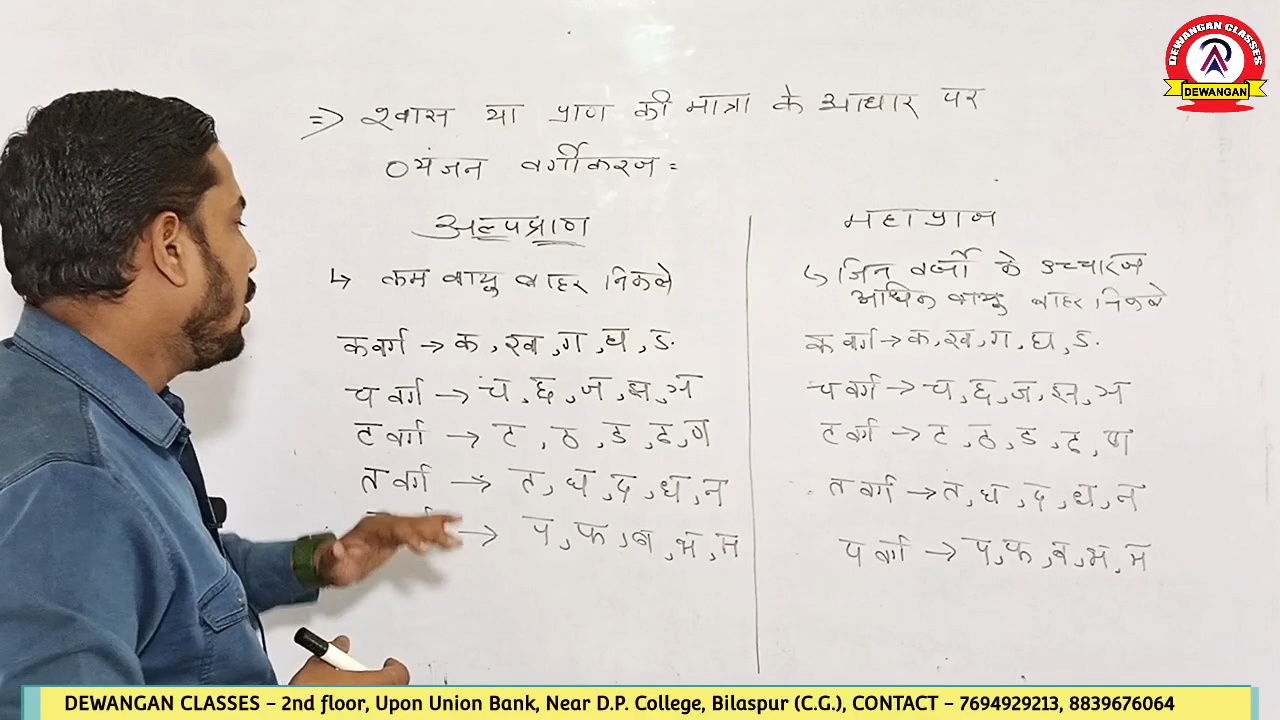 DEWANGAN CLASSES
DEWANGAN
=> श्वास या प्राण की मात्रा के आधार पर
व्यंजन वर्गीकरण =
अल्पप्राण
↳ कम वायु बाहर निकले
क वर्ग → क, ख, ग, घ, ङ.
च वर्ग → च, छ, ज, झ, ञ
ट वर्ग → ट, ठ, ड, ढ, ण
त वर्ग → त, थ, द, ध, न
→ प, फ, ब, भ, म
महाप्राण
↳ जिन वर्णों के उच्चारण
अधिक वायु बाहर निकले
क वर्ग → क, ख, ग, घ, ङ.
च वर्ग → च, छ, ज, झ, ञ
ट वर्ग → ट, ठ, ड, ढ, ण
त वर्ग → त, थ, द, ध, न
प वर्ग → प, फ, ब, भ, म
DEWANGAN CLASSES – 2nd floor, Upon Union Bank, Near D.P. College, Bilaspur (C.G.), CONTACT – 7694929213, 8839676064